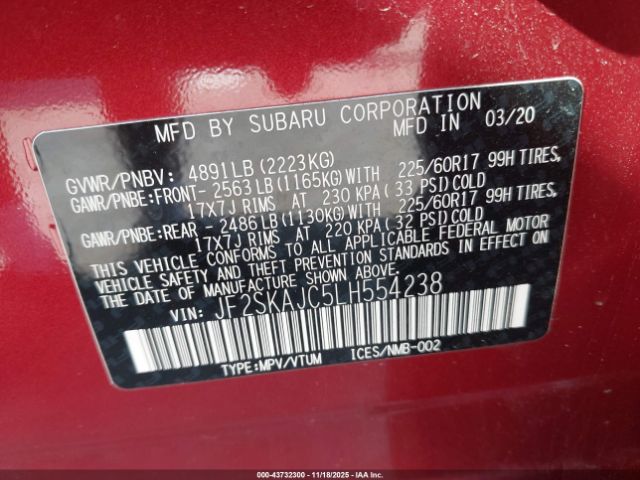 MFD BY SUBARU CORPORATION
MFD IN 03/20
GVWR/PNBV: 4891LB (2223KG)
GAWR/PNBE:FRONT- 2563LB (1165KG)WITH 225/60R17 99H TIRES,
17X7J RIMS AT 230 KPA (33 PSI)COLD
GAWR/PNBE:REAR - 2486LB (1130KG)WITH 225/60R17 99H TIRES,
17X7J RIMS AT 220 KPA (32 PSI)COLD
THIS VEHICLE CONFORMS TO ALL APPLICABLE FEDERAL MOTOR
VEHICLE SAFETY AND THEFT PREVENTION STANDARDS IN EFFECT ON
THE DATE OF MANUFACTURE SHOWN ABOVE.
VIN: JF2SKAJC5LH554238
TYPE:MPV/VTUM ICES/NMB-002
000-43732300 - 11/18/2025 - IAAI.COM